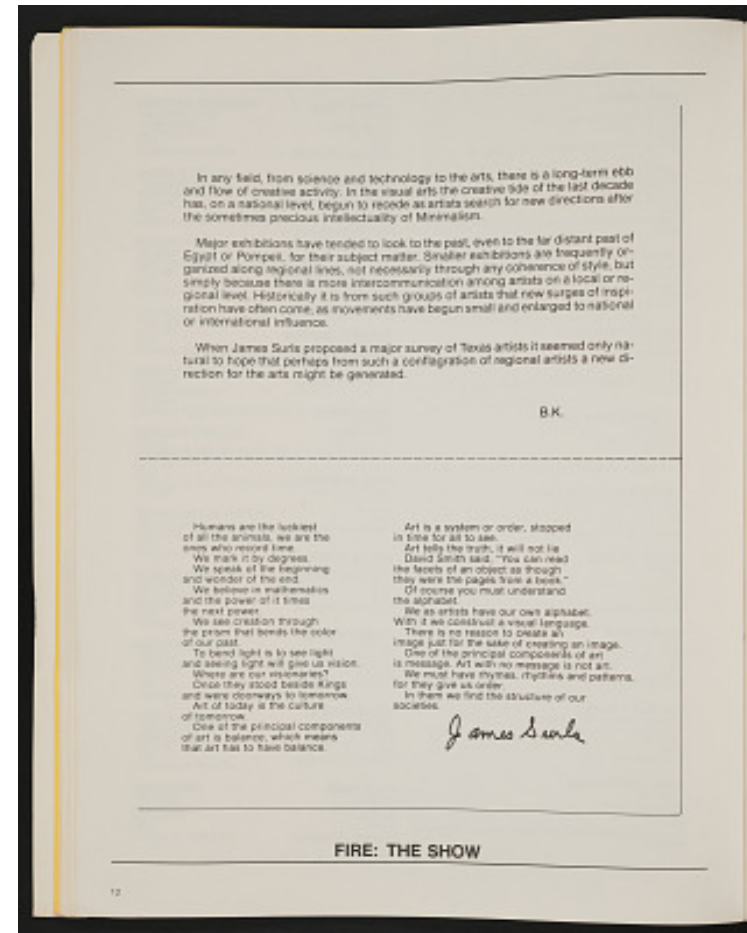 In any field, from science and technology to the arts, there is a long-term ebb
and flow of creative activity. In the visual arts the creative tide of the last decade
has, on a national level, begun to recede as artists search for new directions after
the sometimes precious intellectuality of Minimalism.
Major exhibitions have tended to look to the past, even to the far distant past of
Egypt or Pompeii, for their subject matter. Smaller exhibitions are frequently or-
ganized along regional lines, not necessarily through any coherence of style, but
simply because there is more intercommunication among artists on a local or re-
gional level. Historically it is from such groups of artists that new surges of inspi-
ration have often come, as movements have begun small and enlarged to national
or international influence.
When James Surls proposed a major survey of Texas artists it seemed only na-
tural to hope that perhaps from such a conflagration of regional artists a new di-
rection for the arts might be generated.
B.K.
Humans are the luckiest
of all the animals, we are the
ones who record time.
We mark it by degrees.
We speak of the beginning
and wonder of the end.
We believe in mathematics
and the power of it times
the next power.
We see creation through
the prism that bends the color
of our past.
To bend light is to see light
and seeing light will give us vision.
Where are our visionaries?
Once they stood beside Kings
and were doorways to tomorrow.
Art of today is the culture
of tomorrow.
One of the principal components
of art is balance, which means
that art has to have balance.
Art is a system or order, stopped
in time for all to see.
Art tells the truth, it will not lie
David Smith said, "You can read
the facets of an object as though
they were the pages from a book."
Of course you must understand
the alphabet.
We as artists have our own alphabet.
With it we construct a visual language.
There is no reason to create an
image just for the sake of creating an image.
One of the principal components of art
is message. Art with no message is not art.
We must have rhymes, rhythms and patterns,
for they give us order.
In them we find the structure of our
societies.
James Surls
FIRE: THE SHOW
12